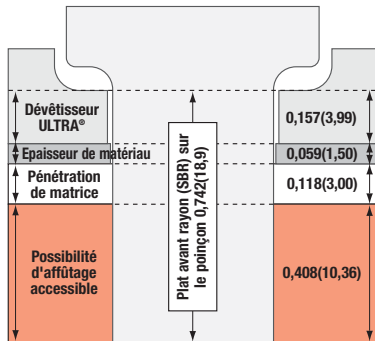 Dévêtisseur
ULTRA®
0,157(3,99)
Epaisseur de matériau
0,059(1,50)
Pénétration
de matrice
0,118(3,00)
Possibilité
d'affûtage
accessible
0,408(10,36)
Plat avant rayon (SBR) sur
le poinçon 0,742(18,9)